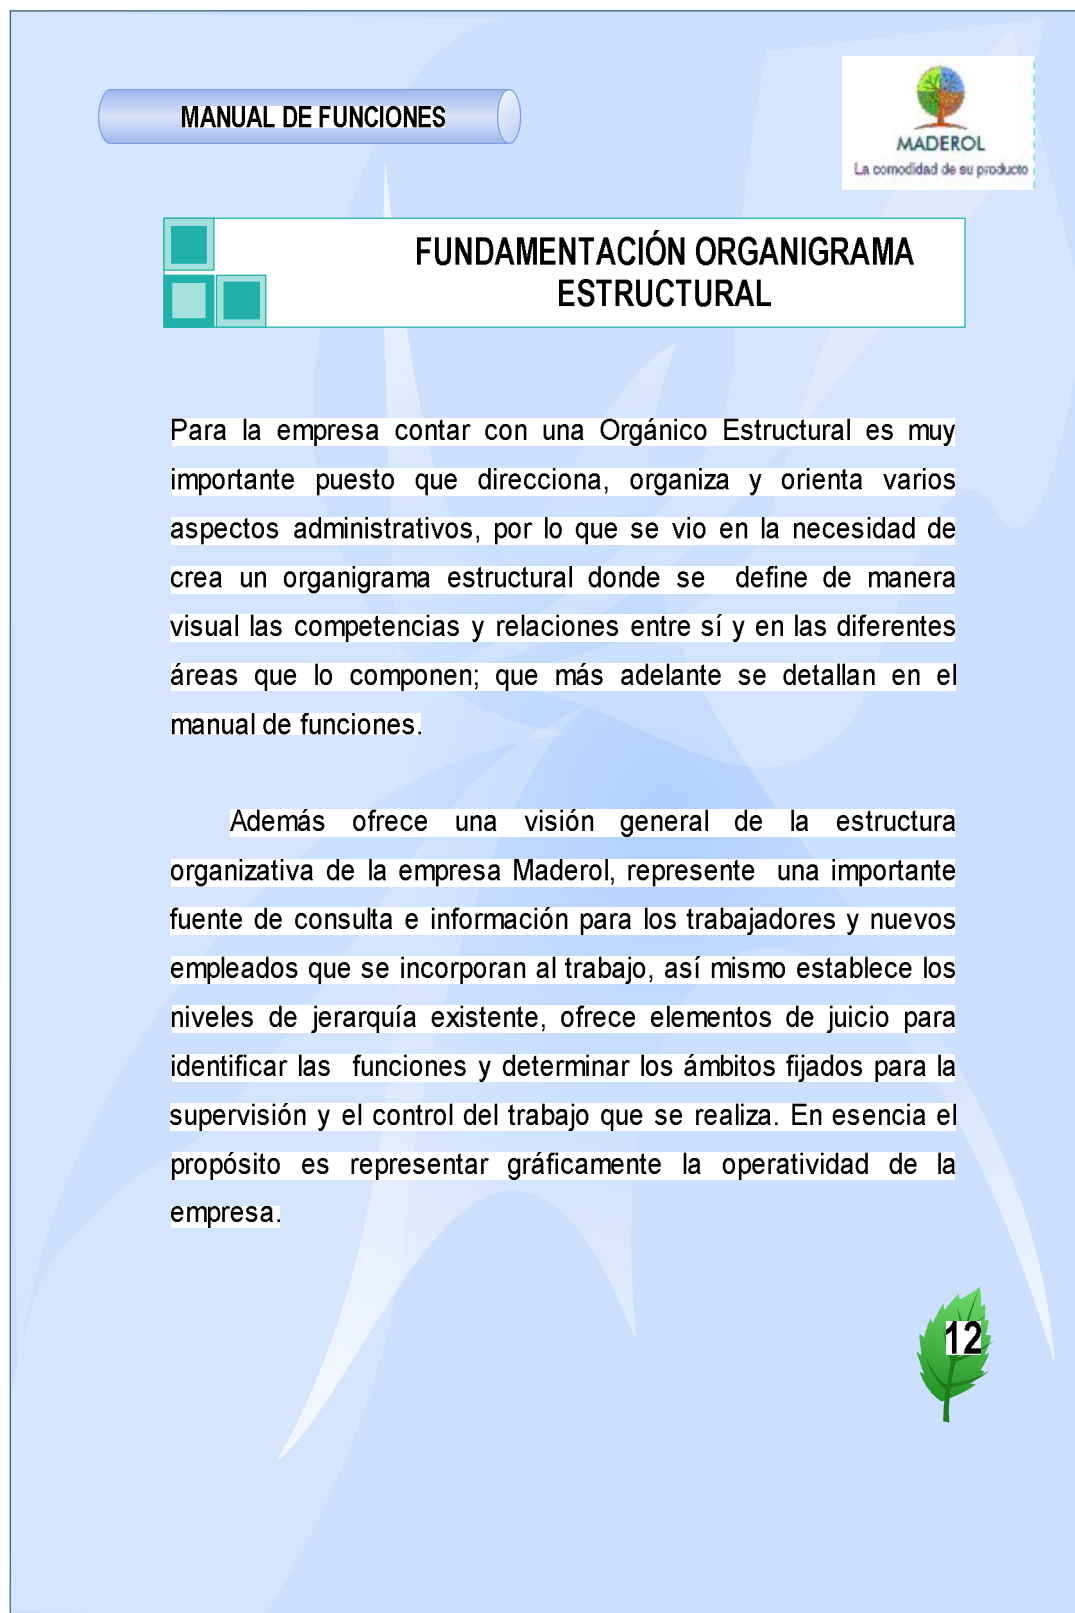 MANUAL DE FUNCIONES
MADEROL
La comodidad de su producto
FUNDAMENTACIÓN ORGANIGRAMA
ESTRUCTURAL
Para la empresa contar con una Orgánico Estructural es muy
importante puesto que direcciona, organiza y orienta varios
aspectos administrativos, por lo que se vio en la necesidad de
crea un organigrama estructural donde se define de manera
visual las competencias y relaciones entre sí y en las diferentes
áreas que lo componen; que más adelante se detallan en el
manual de funciones.
Además ofrece una visión general de la estructura
organizativa de la empresa Maderol, represente una importante
fuente de consulta e información para los trabajadores y nuevos
empleados que se incorporan al trabajo, así mismo establece los
niveles de jerarquía existente, ofrece elementos de juicio para
identificar las funciones y determinar los ámbitos fijados para la
supervisión y el control del trabajo que se realiza. En esencia el
propósito es representar gráficamente la operatividad de la
empresa.
12